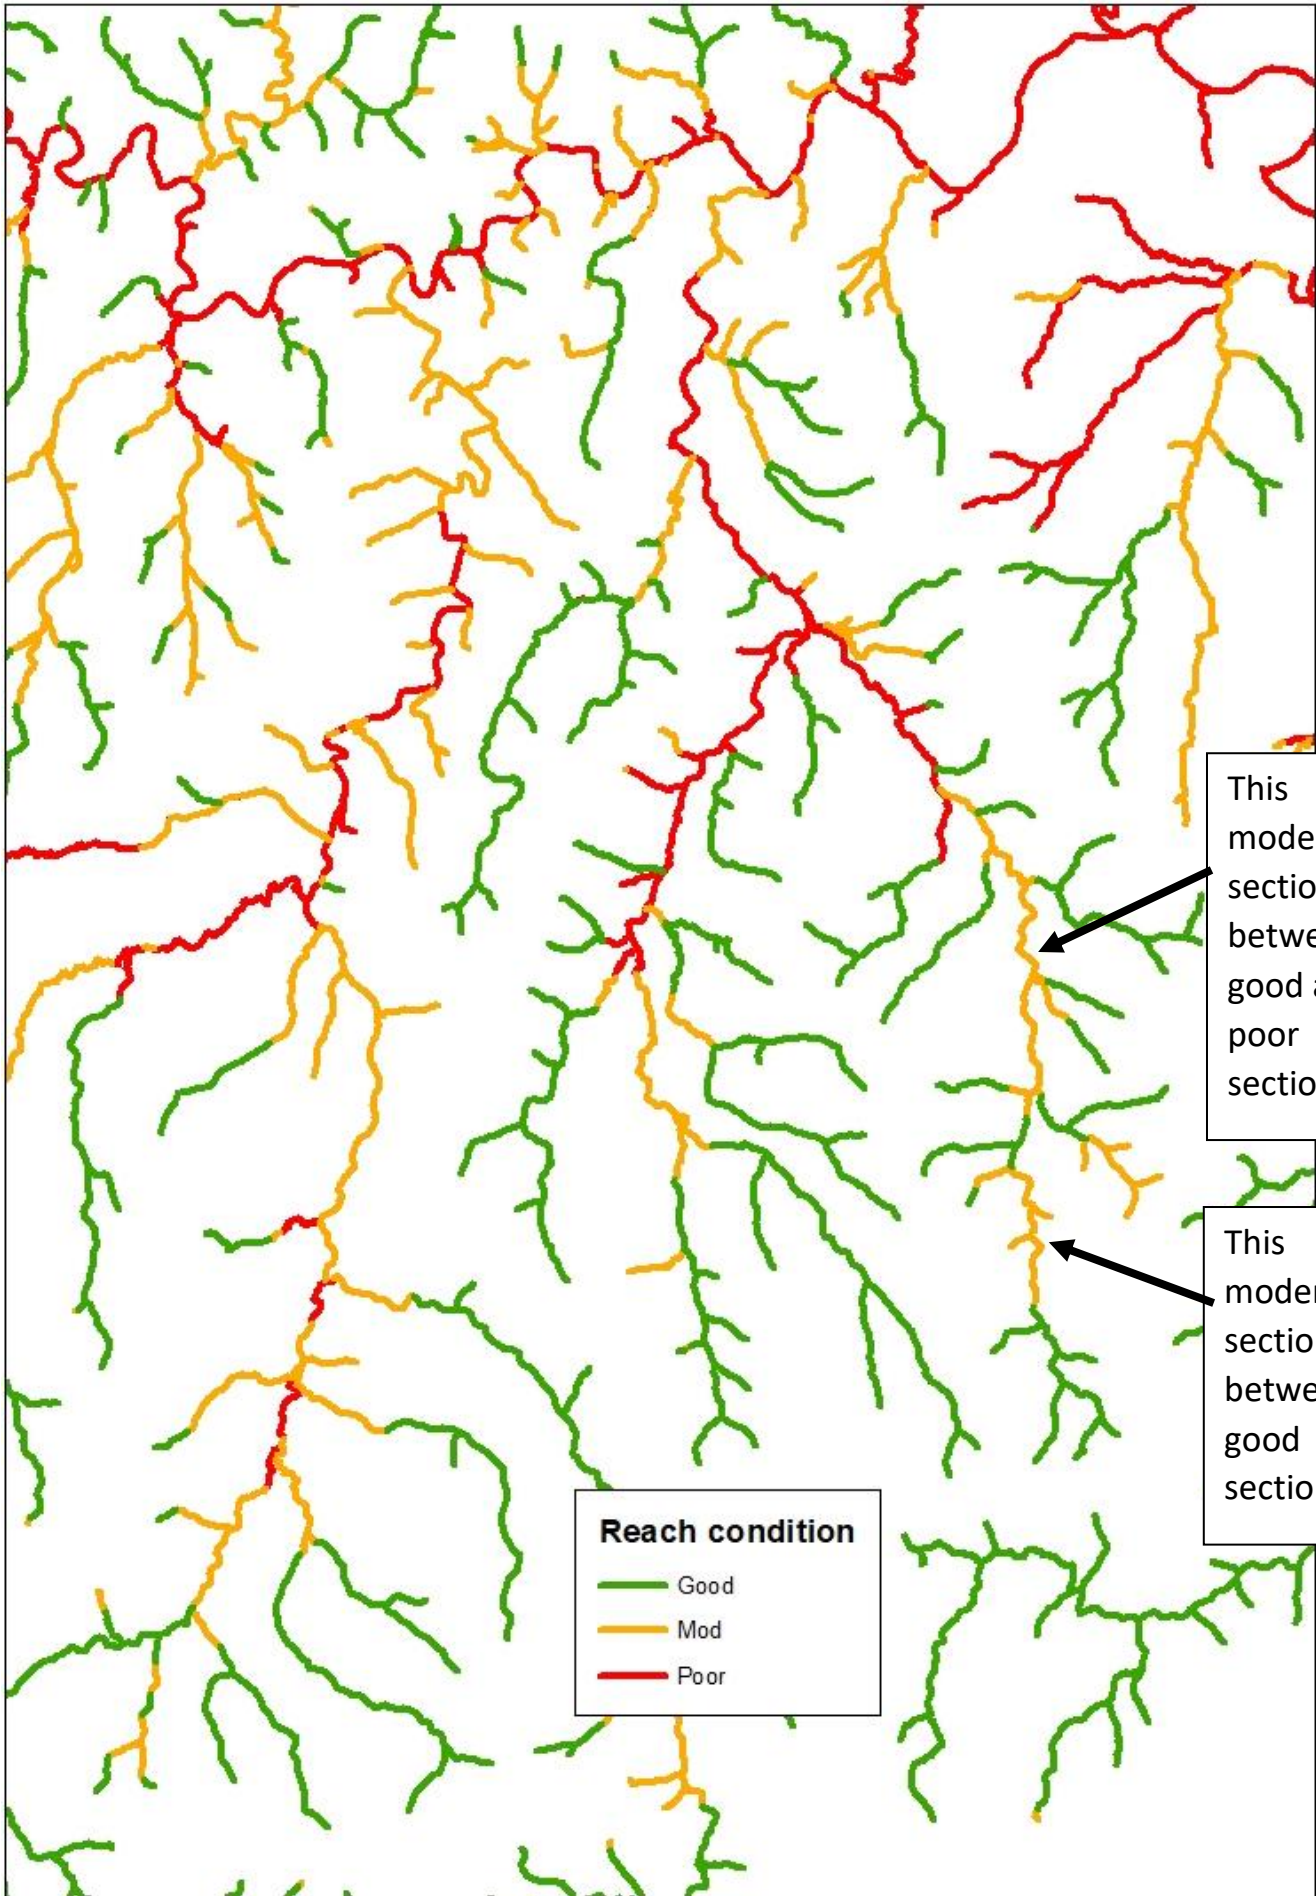 This
mode
sectio
betwe
good a
poor
sectio
This
moder
sectio
betwe
good
sectio
Reach condition
Good
Mod
Poor